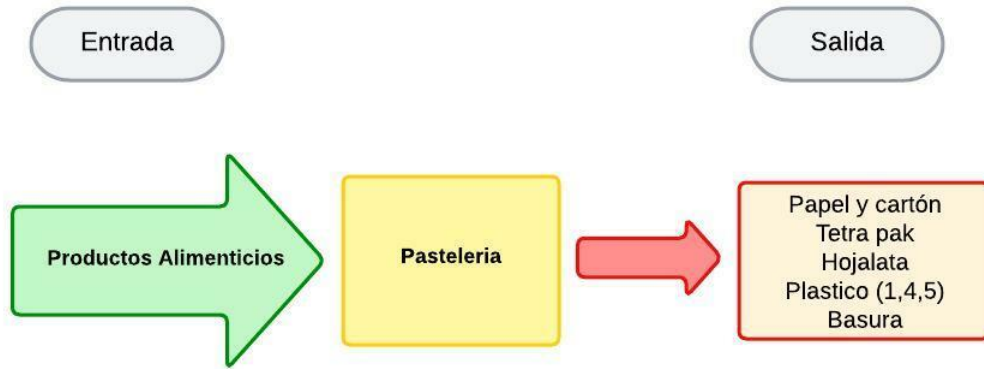 Entrada
Salida
Productos Alimenticios
Pasteleria
Papel y cartón
Tetra pak
Hojalata
Plastico (1,4,5)
Basura